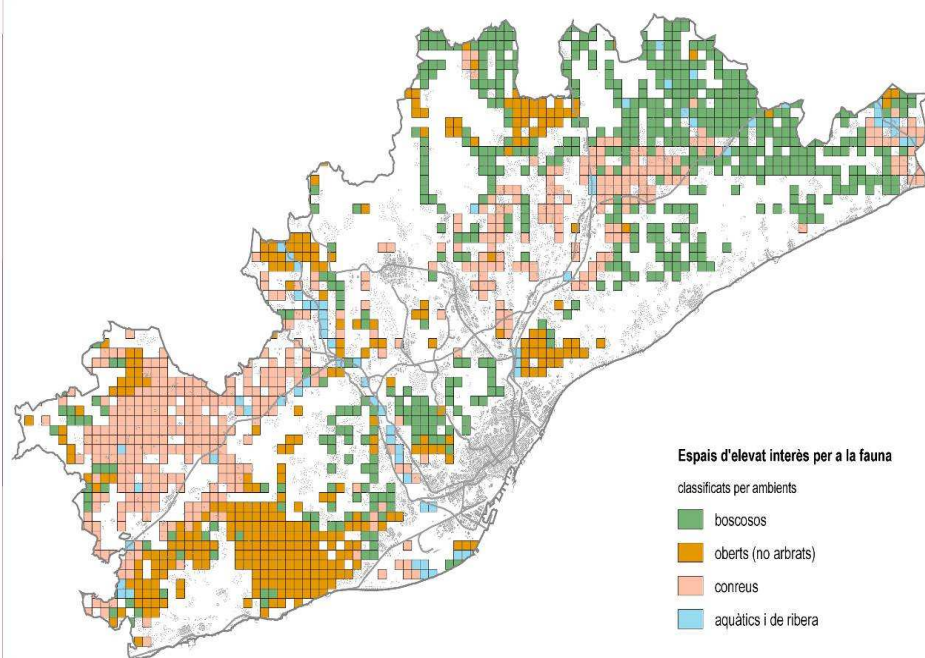 Espais d'elevat interès per a la fauna
classificats per ambients
boscosos
oberts (no arbrats)
conreus
aquàtics i de ribera